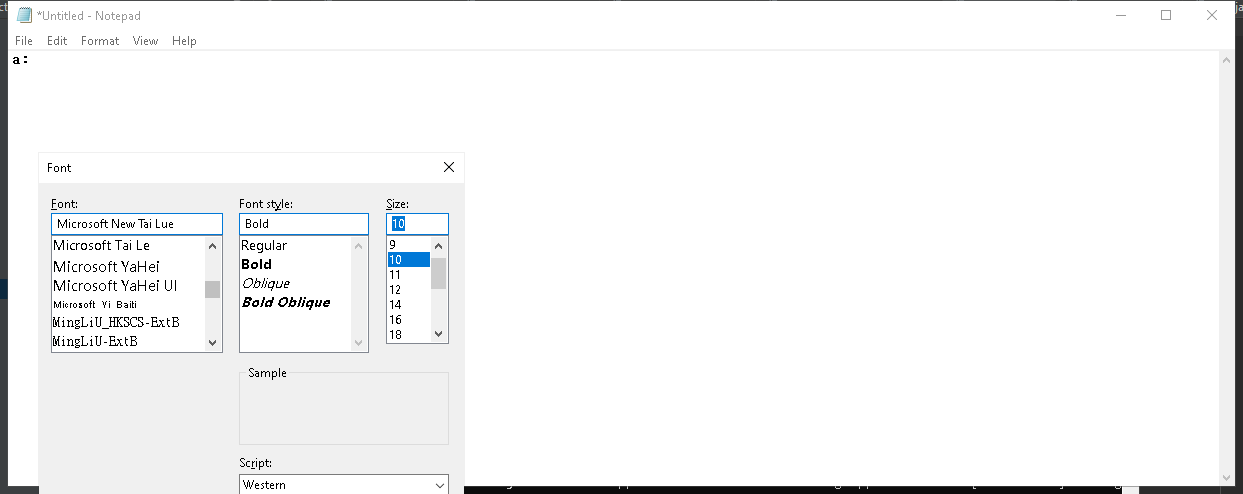 *Untitled - Notepad
File Edit Format View Help
a:
Font
Font: Font style: Size:
Microsoft New Tai Lue Bold 10
Microsoft Tai Le Regular 9
Microsoft YaHei Bold 10
Microsoft YaHei UI Oblique 11
Microsoft Yi Baiti Bold Oblique 12
MingLiU_HKSCS-ExtB 14
MingLiU-ExtB 16
18
Sample
Script:
Western